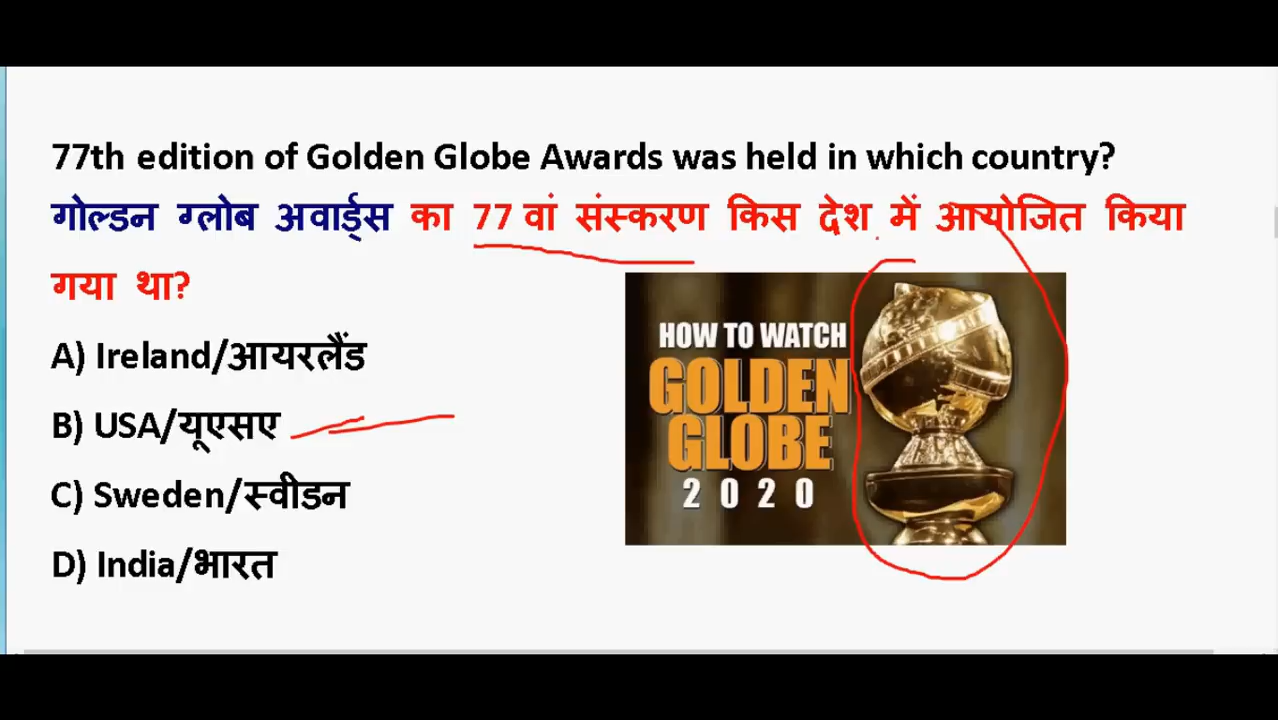 77th edition of Golden Globe Awards was held in which country?
गोल्डन ग्लोब अवार्ड्स का 77 वां संस्करण किस देश में आयोजित किया
गया था?
A) Ireland/आयरलैंड
B) USA/यूएसए
C) Sweden/स्वीडन
D) India/भारत
HOW TO WATCH
GOLDEN
GLOBE
2020